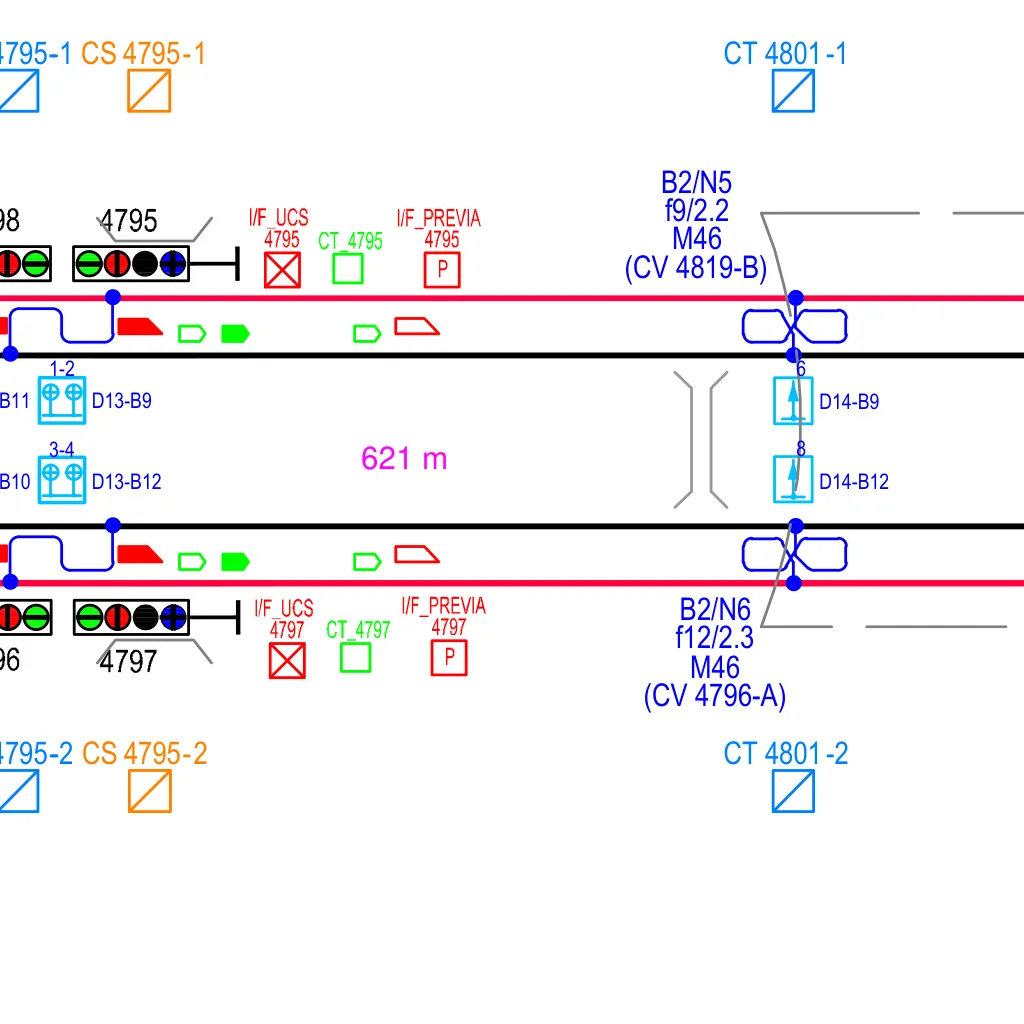 4795-1 CS 4795-1
CT 4801-1
98
4795
I/F_UCS
4795
CT_4795
I/F_PREVIA
4795
P
B2/N5
f9/2.2
M46
(CV 4819-B)
1-2
B11
D13-B9
6
D14-B9
3-4
B10
D13-B12
621 m
8
D14-B12
96
4797
I/F_UCS
4797
CT_4797
I/F_PREVIA
4797
P
B2/N6
f12/2.3
M46
(CV 4796-A)
4795-2 CS 4795-2
CT 4801-2